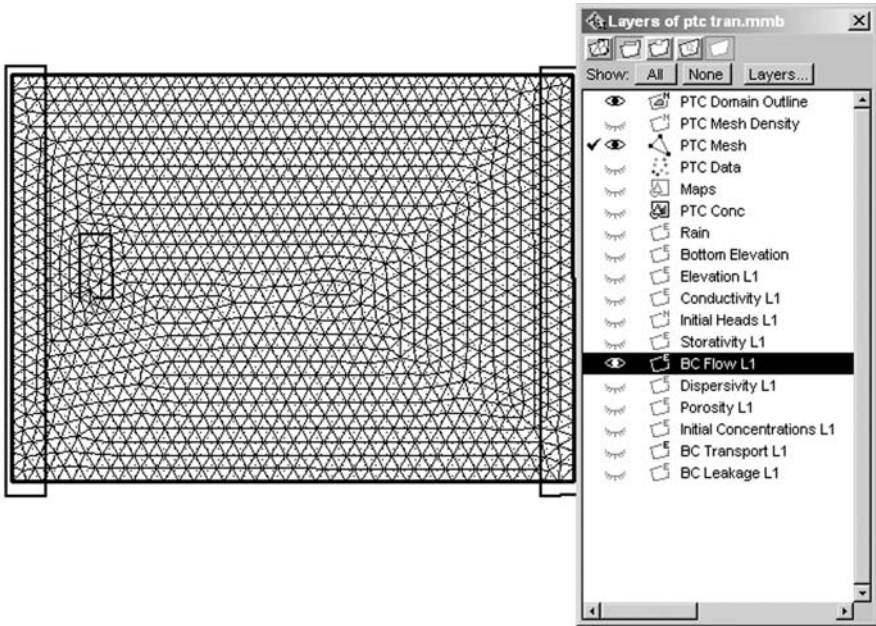 Layers of ptc tran.mmb
Show: All None Layers...
PTC Domain Outline
PTC Mesh Density
PTC Mesh
PTC Data
Maps
PTC Conc
Rain
Bottom Elevation
Elevation L1
Conductivity L1
Initial Heads L1
Storativity L1
BC Flow L1
Dispersivity L1
Porosity L1
Initial Concentrations L1
BC Transport L1
BC Leakage L1